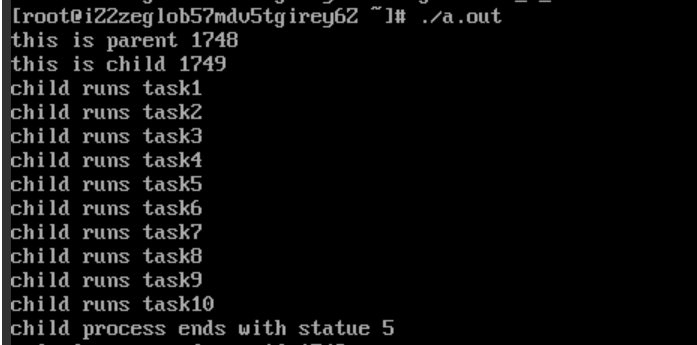 [root@iZ2zeglob57mdv5tgirey6Z ~]# ./a.out
this is parent 1748
this is child 1749
child runs task1
child runs task2
child runs task3
child runs task4
child runs task5
child runs task6
child runs task7
child runs task8
child runs task9
child runs task10
child process ends with statue 5